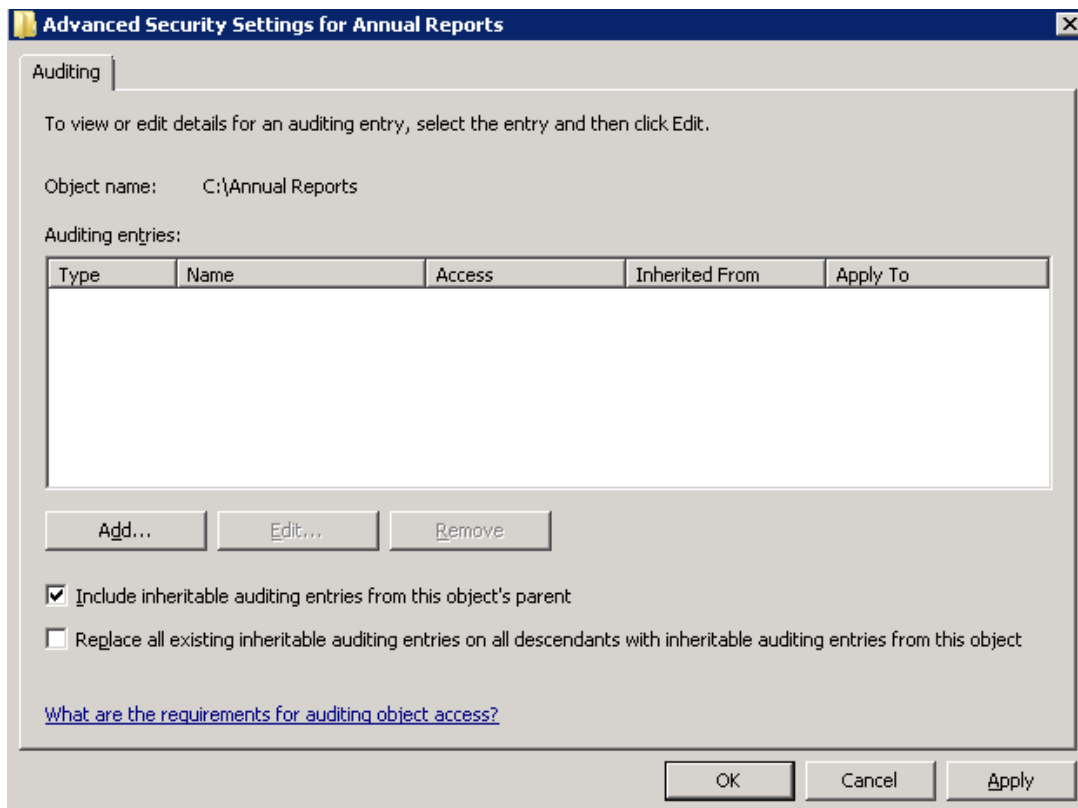 Advanced Security Settings for Annual Reports
Auditing
To view or edit details for an auditing entry, select the entry and then click Edit.
Object name: C:\Annual Reports
Auditing entries:
Type Name Access Inherited From Apply To
Add... Edit... Remove
Include inheritable auditing entries from this object's parent
Replace all existing inheritable auditing entries on all descendants with inheritable auditing entries from this object
What are the requirements for auditing object access?
OK Cancel Apply